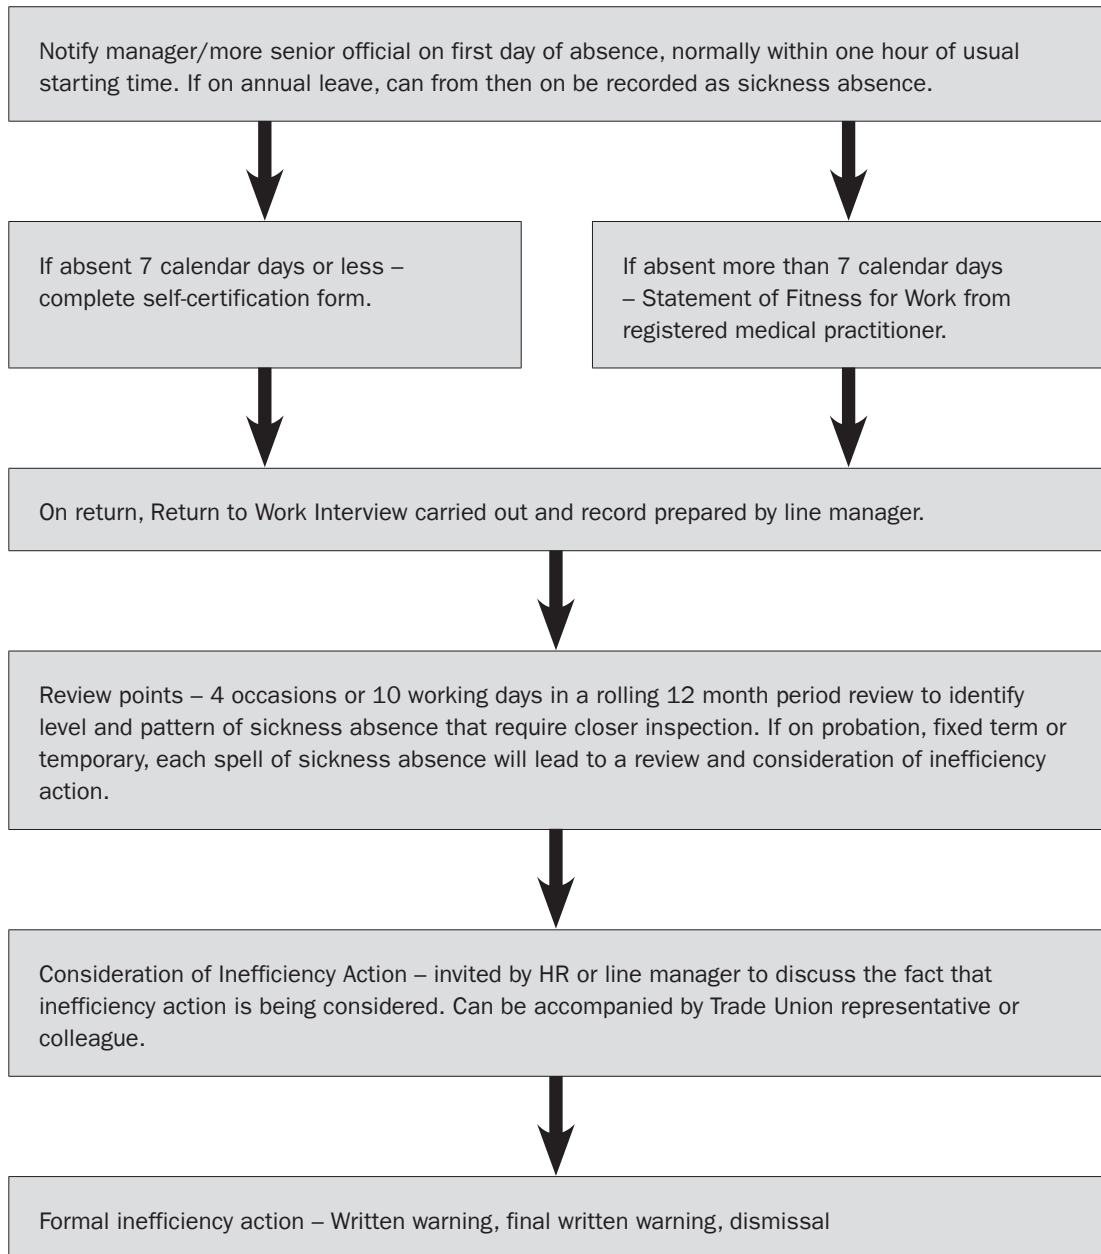 Notify manager/more senior official on first day of absence, normally within one hour of usual
starting time. If on annual leave, can from then on be recorded as sickness absence.
If absent 7 calendar days or less –
complete self-certification form.
If absent more than 7 calendar days
– Statement of Fitness for Work from
registered medical practitioner.
On return, Return to Work Interview carried out and record prepared by line manager.
Review points – 4 occasions or 10 working days in a rolling 12 month period review to identify
level and pattern of sickness absence that require closer inspection. If on probation, fixed term or
temporary, each spell of sickness absence will lead to a review and consideration of inefficiency
action.
Consideration of Inefficiency Action – invited by HR or line manager to discuss the fact that
inefficiency action is being considered. Can be accompanied by Trade Union representative or
colleague.
Formal inefficiency action – Written warning, final written warning, dismissal